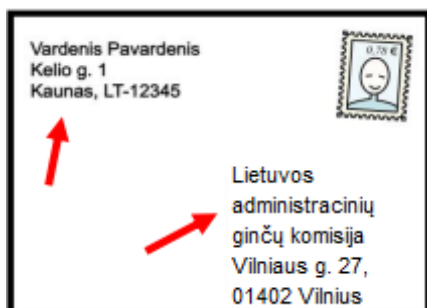 Vardenis Pavardenis
Kelio g. 1
Kaunas, LT-12345
0,78 €
Lietuvos
administracinių
ginčų komisija
Vilniaus g. 27,
01402 Vilnius